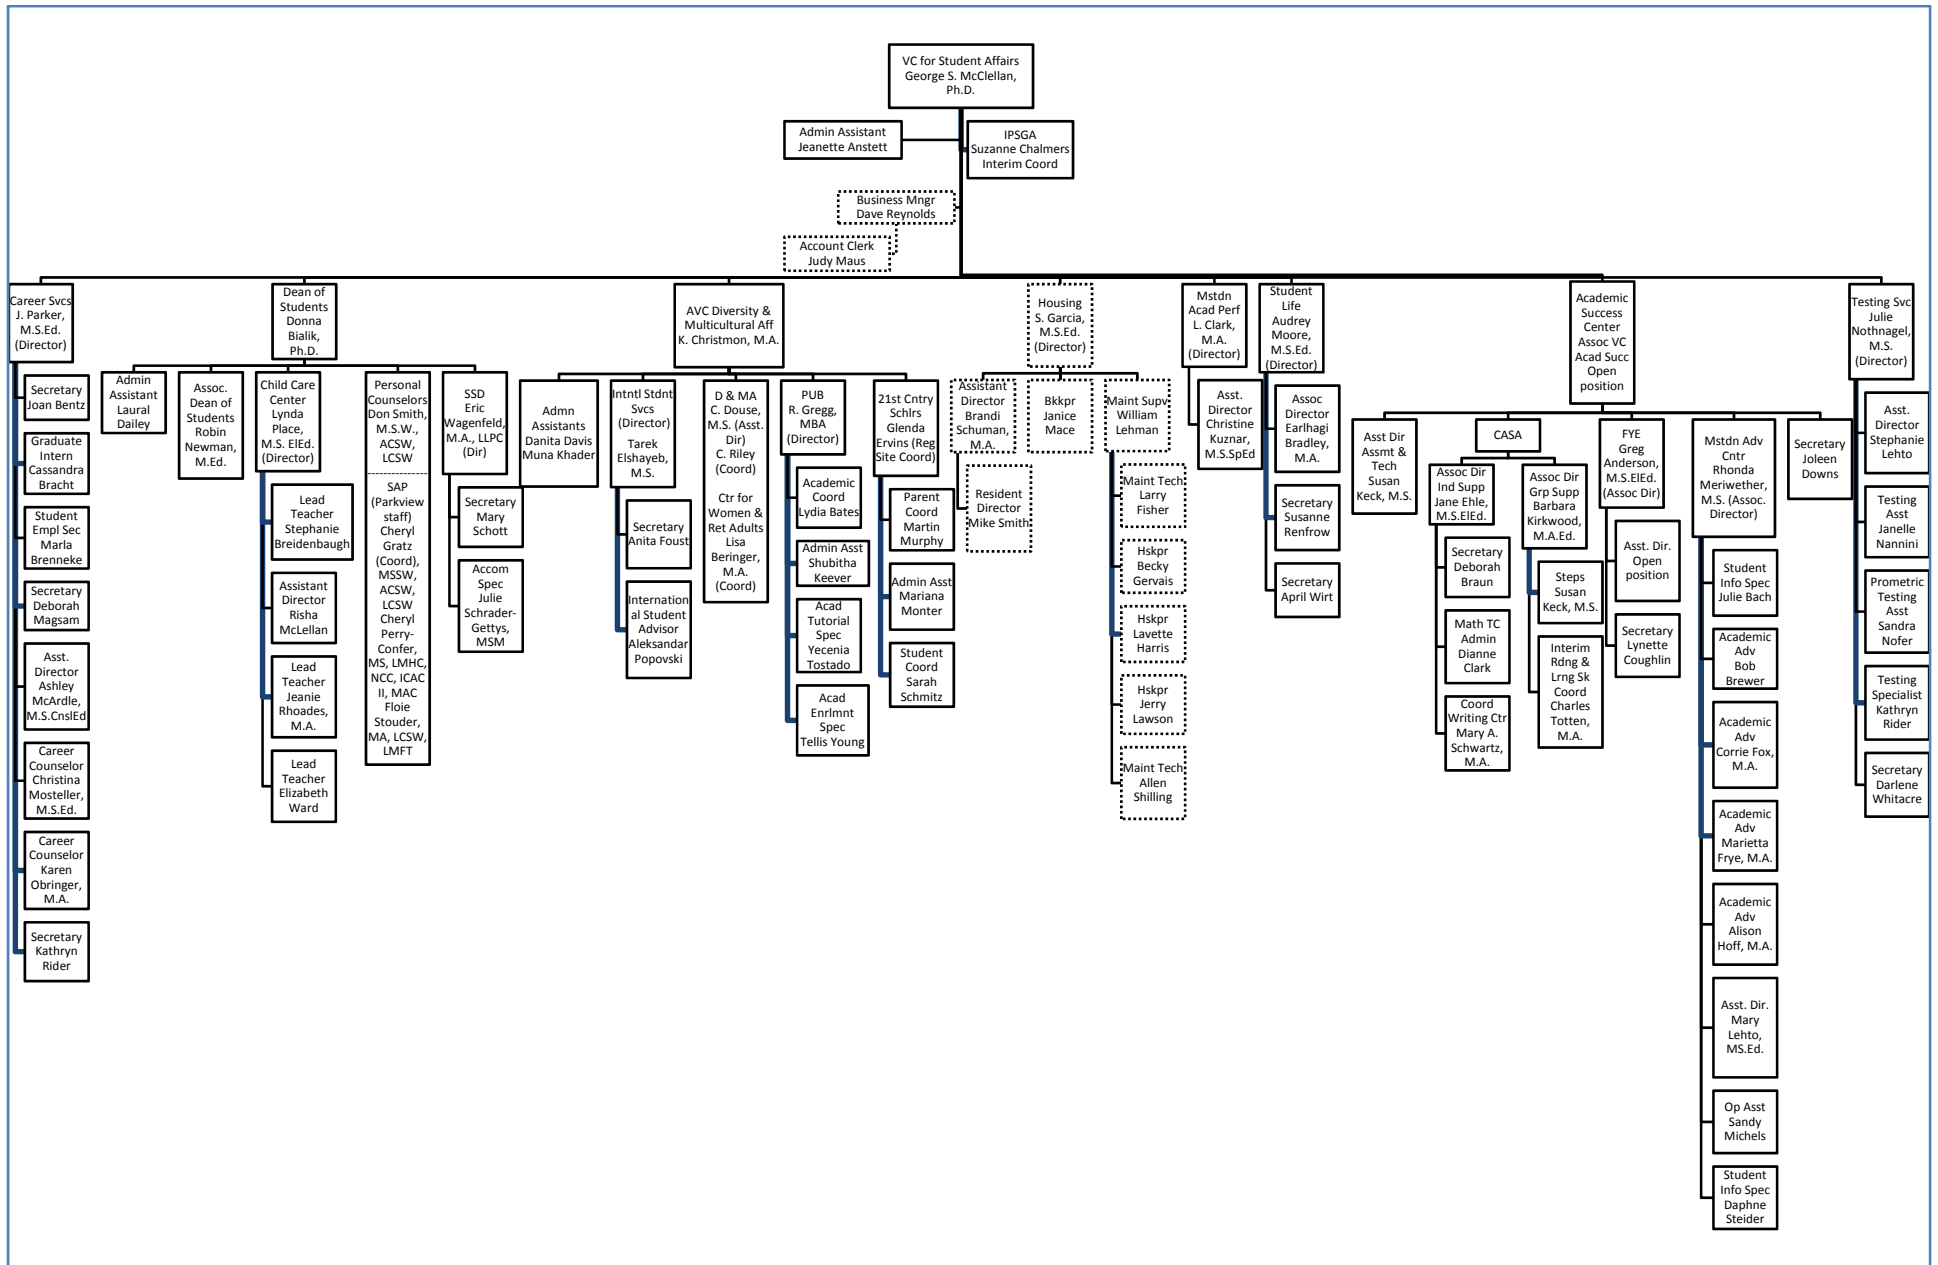 VC for Student Affairs
George S. McClellan,
Ph.D.
Admin Assistant
Jeanette Anstett
IPSGA
Suzanne Chalmers
Interim Coord
Business Mngr
Dave Reynolds
Account Clerk
Judy Maus
Career Svcs
J. Parker,
M.S.Ed.
(Director)
Secretary
Joan Bentz
Graduate
Intern
Cassandra
Bracht
Student
Empl Sec
Marla
Brenneke
Secretary
Deborah
Magsam
Asst.
Director
Ashley
McArdle,
M.S.CnslEd
Career
Counselor
Christina
Mosteller,
M.S.Ed.
Career
Counselor
Karen
Obringer,
M.A.
Secretary
Kathryn
Rider
Dean of
Students
Donna
Bialik,
Ph.D.
Admin
Assistant
Laural
Dailey
Assoc.
Dean of
Students
Robin
Newman,
M.Ed.
Child Care
Center
Lynda
Place,
M.S. ElEd.
(Director)
Lead
Teacher
Stephanie
Breidenbaugh
Assistant
Director
Risha
McLellan
Lead
Teacher
Jeanie
Rhoades,
M.A.
Lead
Teacher
Elizabeth
Ward
Personal
Counselors
Don Smith,
M.S.W.,
ACSW,
LCSW
-------------------
SAP
(Parkview
staff)
Cheryl
Gratz
(Coord),
MSSW,
ACSW,
LCSW
Cheryl
Perry-
Confer,
MS, LMHC,
NCC, ICAC
II, MAC
Floie
Stouder,
MA, LCSW,
LMFT
SSD
Eric
Wagenfeld,
M.A., LLPC
(Dir)
Secretary
Mary
Schott
Accom
Spec
Julie
Schrader-
Gettys,
MSM
AVC Diversity &
Multicultural Aff
K. Christmon, M.A.
Admn
Assistants
Danita Davis
Muna Khader
Intntl Stdnt
Svcs
(Director)
Tarek
Elshayeb,
M.S.
Secretary
Anita Foust
Internation
al Student
Advisor
Aleksandar
Popovski
D & MA
C. Douse,
M.S. (Asst.
Dir)
C. Riley
(Coord)
Ctr for
Women &
Ret Adults
Lisa
Beringer,
M.A.
(Coord)
PUB
R. Gregg,
MBA
(Director)
Academic
Coord
Lydia Bates
Admin Asst
Shubitha
Keever
Acad
Tutorial
Spec
Yecenia
Tostado
Acad
Enrlmnt
Spec
Tellis Young
21st Cntry
Schlrs
Glenda
Ervins (Reg
Site Coord)
Parent
Coord
Martin
Murphy
Admin Asst
Mariana
Monter
Student
Coord
Sarah
Schmitz
Housing
S. Garcia,
M.S.Ed.
(Director)
Assistant
Director
Brandi
Schuman,
M.A.
Resident
Director
Mike Smith
Bkkpr
Janice
Mace
Maint Supv
William
Lehman
Maint Tech
Larry
Fisher
Hskpr
Becky
Gervais
Hskpr
Lavette
Harris
Hskpr
Jerry
Lawson
Maint Tech
Allen
Shilling
Mstdn
Acad Perf
L. Clark,
M.A.
(Director)
Asst.
Director
Christine
Kuznar,
M.S.SpEd
Student
Life
Audrey
Moore,
M.S.Ed.
(Director)
Assoc
Director
Earlhagi
Bradley,
M.A.
Secretary
Susanne
Renfrow
Secretary
April Wirt
Academic
Success
Center
Assoc VC
Acad Succ
Open
position
Asst Dir
Assmt &
Tech
Susan
Keck, M.S.
CASA
Assoc Dir
Ind Supp
Jane Ehle,
M.S.ElEd.
Secretary
Deborah
Braun
Math TC
Admin
Dianne
Clark
Coord
Writing Ctr
Mary A.
Schwartz,
M.A.
Assoc Dir
Grp Supp
Barbara
Kirkwood,
M.A.Ed.
Steps
Susan
Keck, M.S.
Interim
Rdng &
Lrng Sk
Coord
Charles
Totten,
M.A.
FYE
Greg
Anderson,
M.S.ElEd.
(Assoc Dir)
Asst. Dir.
Open
position
Secretary
Lynette
Coughlin
Mstdn Adv
Cntr
Rhonda
Meriwether,
M.S. (Assoc.
Director)
Student
Info Spec
Julie Bach
Academic
Adv
Bob
Brewer
Academic
Adv
Corrie Fox,
M.A.
Academic
Adv
Marietta
Frye, M.A.
Academic
Adv
Alison
Hoff, M.A.
Asst. Dir.
Mary
Lehto,
MS.Ed.
Op Asst
Sandy
Michels
Student
Info Spec
Daphne
Steider
Secretary
Joleen
Downs
Testing Svc
Julie
Nothnagel,
M.S.
(Director)
Asst.
Director
Stephanie
Lehto
Testing
Asst
Janelle
Nannini
Prometric
Testing
Asst
Sandra
Nofer
Testing
Specialist
Kathryn
Rider
Secretary
Darlene
Whitacre